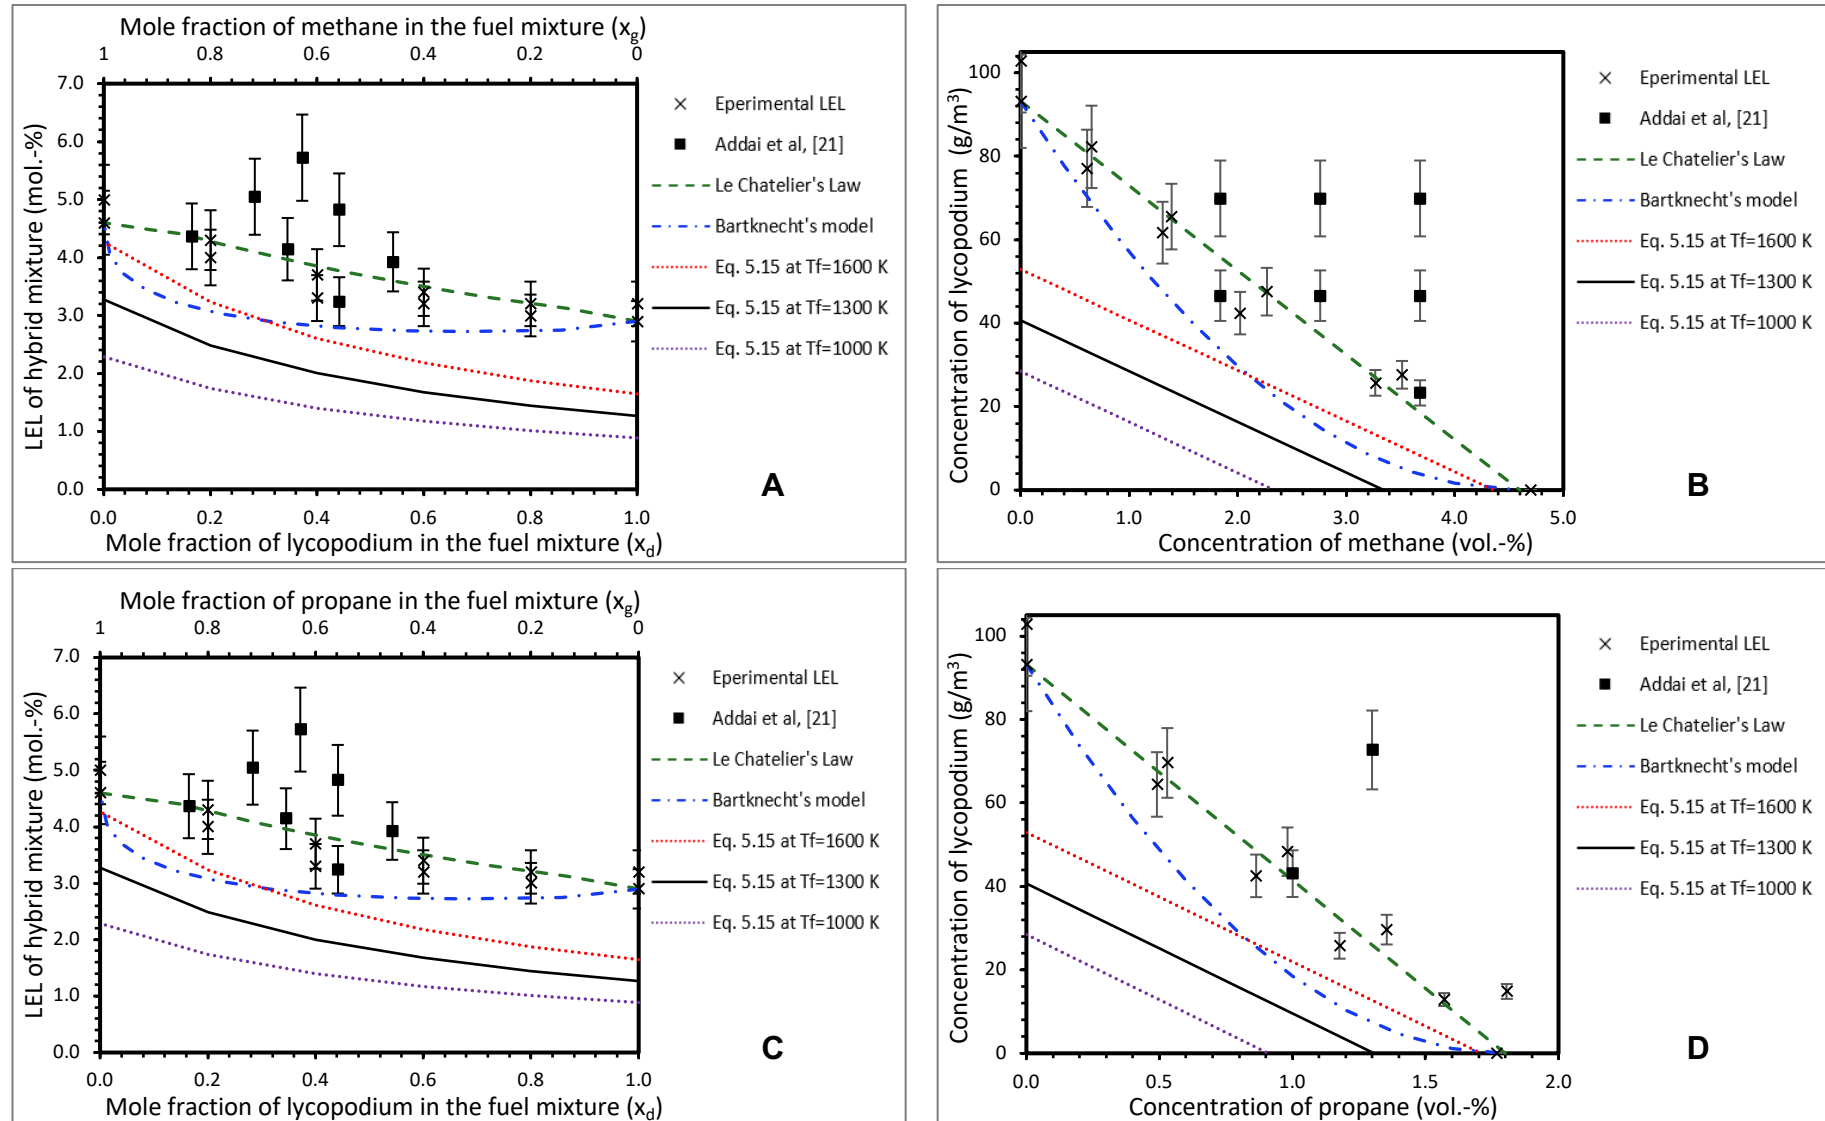 Mole fraction of methane in the fuel mixture (xg)
1 0.8 0.6 0.4 0.2 0
7.0
6.0
5.0
4.0
3.0
2.0
1.0
0.0
LEL of hybrid mixture (mol.-%)
0.0 0.2 0.4 0.6 0.8 1.0
Mole fraction of lycopodium in the fuel mixture (xd)
Eperimental LEL
Addai et al, [21]
Le Chatelier's Law
Bartknecht's model
Eq. 5.15 at Tf=1600 K
Eq. 5.15 at Tf=1300 K
Eq. 5.15 at Tf=1000 K
A
100
80
60
40
20
0
Concentration of lycopodium (g/m³)
0.0 1.0 2.0 3.0 4.0 5.0
Concentration of methane (vol.-%)
Eperimental LEL
Addai et al, [21]
Le Chatelier's Law
Bartknecht's model
Eq. 5.15 at Tf=1600 K
Eq. 5.15 at Tf=1300 K
Eq. 5.15 at Tf=1000 K
B
Mole fraction of propane in the fuel mixture (xg)
1 0.8 0.6 0.4 0.2 0
7.0
6.0
5.0
4.0
3.0
2.0
1.0
0.0
LEL of hybrid mixture (mol.-%)
0.0 0.2 0.4 0.6 0.8 1.0
Mole fraction of lycopodium in the fuel mixture (xd)
Eperimental LEL
Addai et al, [21]
Le Chatelier's Law
Bartknecht's model
Eq. 5.15 at Tf=1600 K
Eq. 5.15 at Tf=1300 K
Eq. 5.15 at Tf=1000 K
C
100
80
60
40
20
0
Concentration of lycopodium (g/m³)
0.0 0.5 1.0 1.5 2.0
Concentration of propane (vol.-%)
Eperimental LEL
Addai et al, [21]
Le Chatelier's Law
Bartknecht's model
Eq. 5.15 at Tf=1600 K
Eq. 5.15 at Tf=1300 K
Eq. 5.15 at Tf=1000 K
D